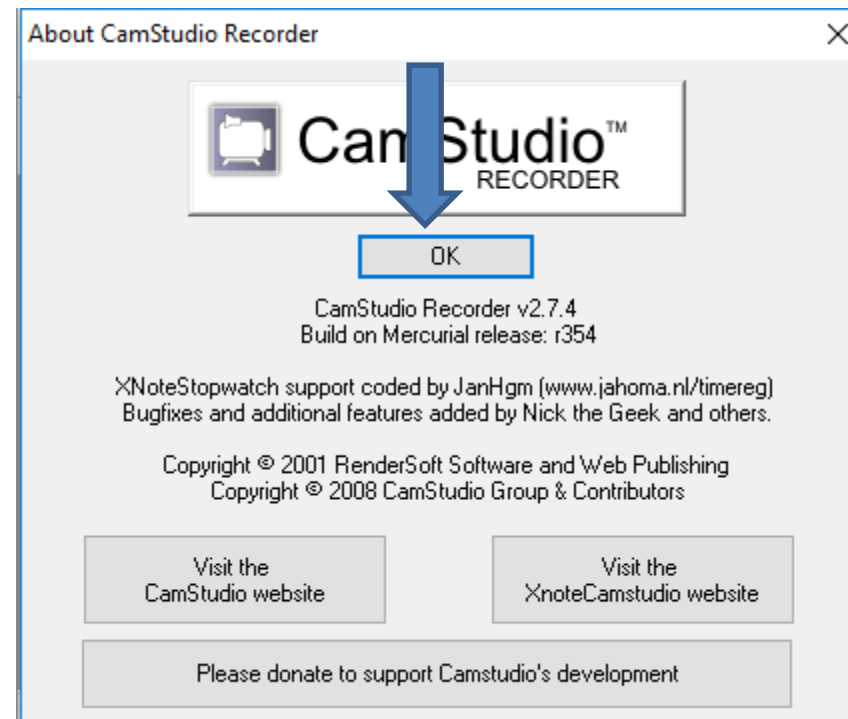 About CamStudio Recorder
CamStudio™
RECORDER
OK
CamStudio Recorder v2.7.4
Build on Mercurial release: r354
XNoteStopwatch support coded by JanHgm (www.jahoma.nl/timereg)
Bugfixes and additional features added by Nick the Geek and others.
Copyright © 2001 RenderSoft Software and Web Publishing
Copyright © 2008 CamStudio Group & Contributors
Visit the
CamStudio website
Visit the
XnoteCamstudio website
Please donate to support Camstudio's development